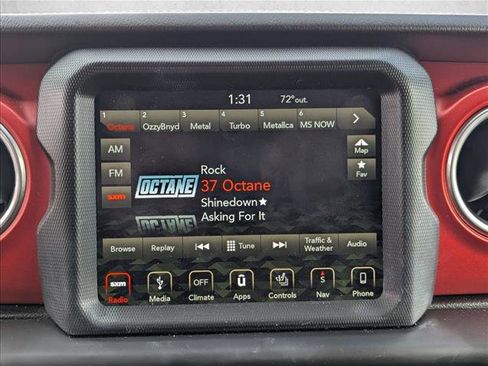 1:31 72° out.
1 2 3 4 5 6
Octane OzzyBnyd Metal Turbo Metallca MS NOW
AM
Map
FM
Fav
sxm
OCTANE
Rock
37 Octane
Shinedown
Asking For It
OCTANE
Browse Replay Tune Traffic & Weather Audio
sxm OFF ū S
Radio Media Climate Apps Controls Nav Phone